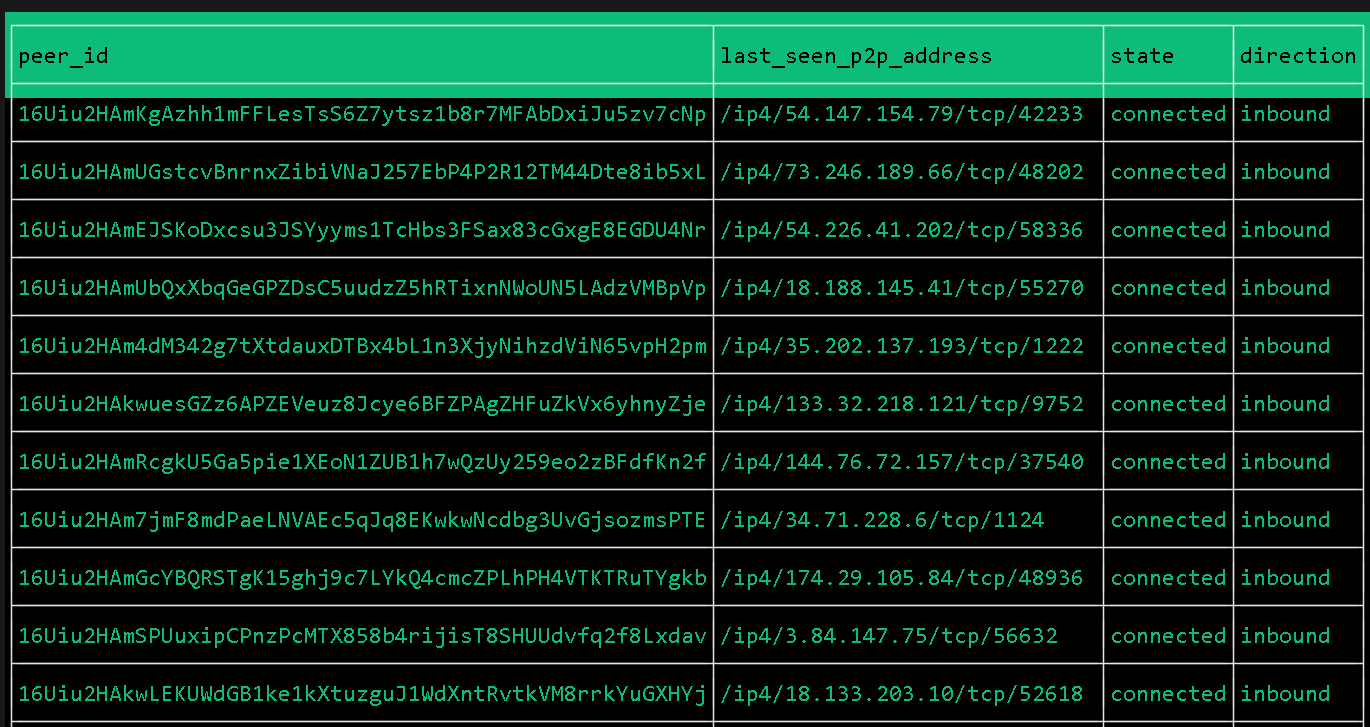 peer_id last_seen_p2p_address state direction
16Uiu2HAmKgAzhh1mFFLesTsS6Z7ytsz1b8r7MFAbDxiJu5zv7cNp /ip4/54.147.154.79/tcp/42233 connected inbound
16Uiu2HAmUGstcvBnrnxZibiVNaJ257EbP4P2R12TM44Dte8ib5xL /ip4/73.246.189.66/tcp/48202 connected inbound
16Uiu2HAmEJSKoDxcsu3JSYyyms1TcHbs3FSax83cGxgE8EGDU4Nr /ip4/54.226.41.202/tcp/58336 connected inbound
16Uiu2HAmUbQxXbqGeGPZDsC5uudzZ5hRTixnNWoUN5LAdzVMBpVp /ip4/18.188.145.41/tcp/55270 connected inbound
16Uiu2HAm4dM342g7tXtdauxDTBx4bL1n3XjyNihzdViN65vpH2pm /ip4/35.202.137.193/tcp/1222 connected inbound
16Uiu2HAkwuesGZz6APZEVeuz8Jcye6BFZPAgZHFuZkVx6yhnyZje /ip4/133.32.218.121/tcp/9752 connected inbound
16Uiu2HAmRcgkU5Ga5pie1XEoN1ZUB1h7wQzUy259eo2zBFdfKn2f /ip4/144.76.72.157/tcp/37540 connected inbound
16Uiu2HAm7jmF8mdPaeLNVAEc5qJq8EKwkwNcdbg3UvGjsozmsPTE /ip4/34.71.228.6/tcp/1124 connected inbound
16Uiu2HAmGcYBQRSTgK15ghj9c7LYkQ4cmcZPLhPH4VTKTRuTYgkb /ip4/174.29.105.84/tcp/48936 connected inbound
16Uiu2HAmSPUuxipCPnzPcMTX858b4rijisT8SHUUdvfq2f8Lxdav /ip4/3.84.147.75/tcp/56632 connected inbound
16Uiu2HAkwLEKUWdGB1ke1kXtuzguJ1WdXntRvtkVM8rrkYuGXHYj /ip4/18.133.203.10/tcp/52618 connected inbound